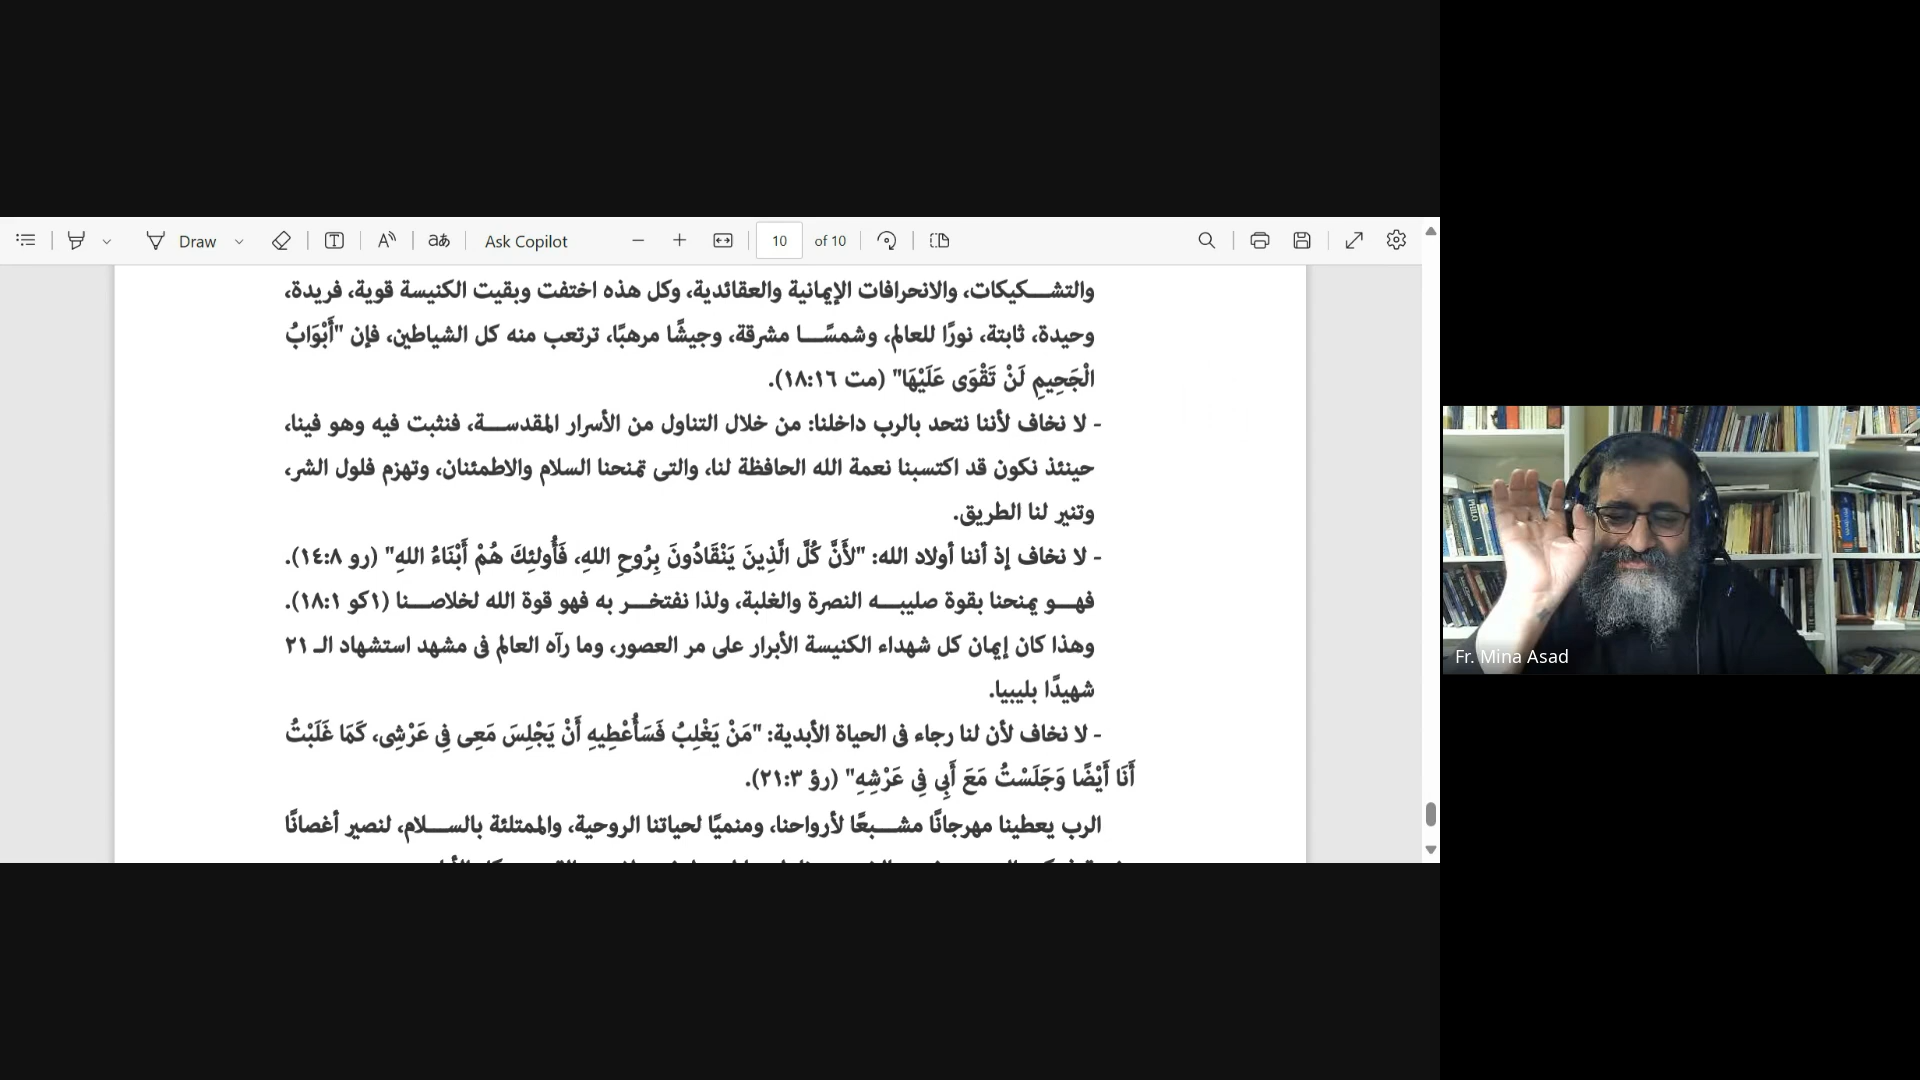 Draw
Ask Copilot
10 of 10
والتشـــكيكات، والانحرافات الإيمانية والعقائدية، وكل هذه اختفت وبقيت الكنيسة قوية، فريدة،
وحيدة، ثابتة، نورًا للعالم، وشمسًـــا مشرقة، وجيشًا مرهبًا، ترتعب منه كل الشياطين، فإن "أَبْوَابُ
الْجَحِيمِ لَنْ تَقْوَى عَلَيْهَا" (مت ١٨:١٦).
- لا نخاف لأننا نتحد بالرب داخلنا: من خلال التناول من الأسرار المقدســـة، فنثبت فيه وهو فينا،
حينئذ نكون قد اكتسبنا نعمة الله الحافظة لنا، والتى تمنحنا السلام والاطمئنان، وتهزم فلول الشر،
وتنير لنا الطريق.
- لا نخاف إذ أننا أولاد الله: "لأَنَّ كُلَّ الَّذِينَ يَنْقَادُونَ بِرُوحِ اللهِ، فَأُولئِكَ هُمْ أَبْنَاءُ اللهِ" (رو ١٤:٨).
فهـــو يمنحنا بقوة صليبـــه النصرة والغلبة، ولذا نفتخـــر به فهو قوة الله لخلاصـــنا (١كو ١٨:١).
وهذا كان إيمان كل شهداء الكنيسة الأبرار على مر العصور، وما رآه العالم فى مشهد استشهاد الـ ٢١
شهيدًا بليبيا.
- لا نخاف لأن لنا رجاء فى الحياة الأبدية: "مَنْ يَغْلِبُ فَسَأُعْطِيهِ أَنْ يَجْلِسَ مَعِى فِى عَرْشِى، كَمَا غَلَبْتُ
أَنَا أَيْضًا وَجَلَسْتُ مَعَ أَبِى فِى عَرْشِهِ" (رؤ ٢١:٣).
الرب يعطينا مهرجانًا مشـــبعًا لأرواحنا، ومنميًا لحياتنا الروحية، والممتلئة بالســـلام، لنصير أغصانًا
Fr. Mina Asad